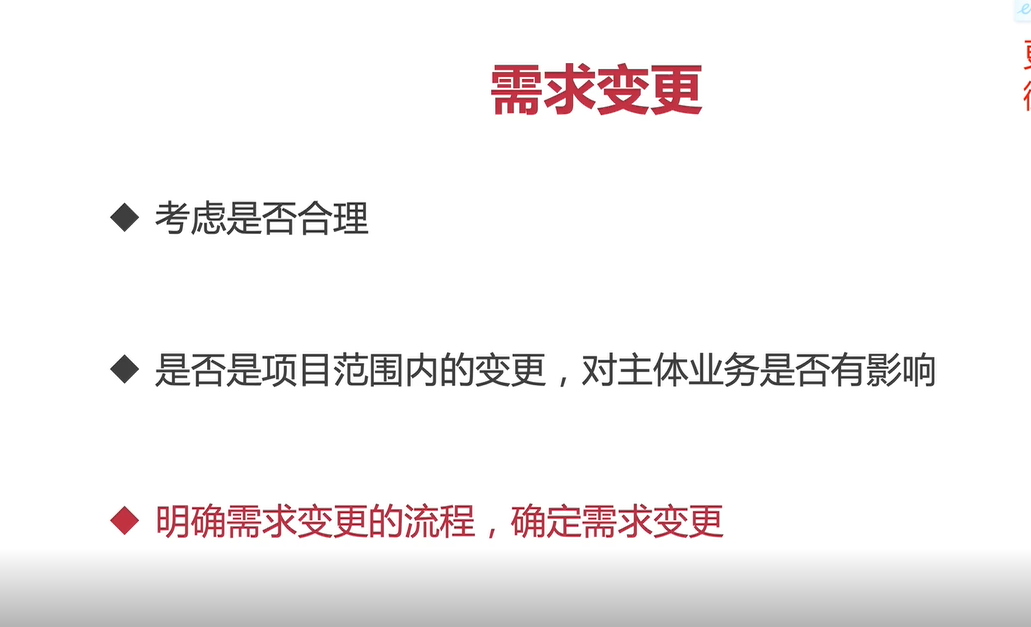 需求变更
考虑是否合理
是否是项目范围内的变更，对主体业务是否有影响
明确需求变更的流程，确定需求变更